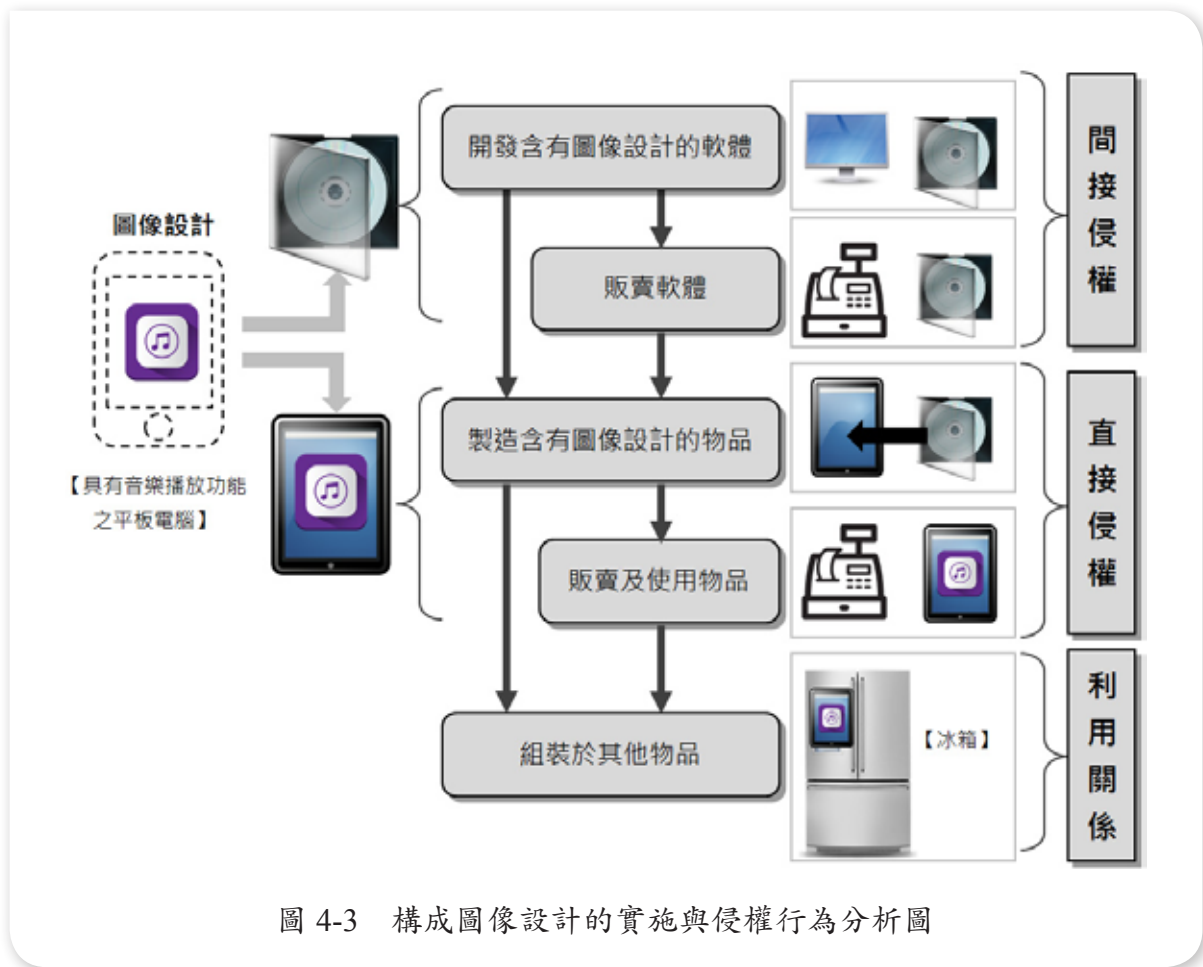 圖像設計
【具有音樂播放功能
之平板電腦】
開發含有圖像設計的軟體
販賣軟體
製造含有圖像設計的物品
販賣及使用物品
組裝於其他物品
【冰箱】
間接侵權
直接侵權
利用關係
圖 4-3 構成圖像設計的實施與侵權行為分析圖